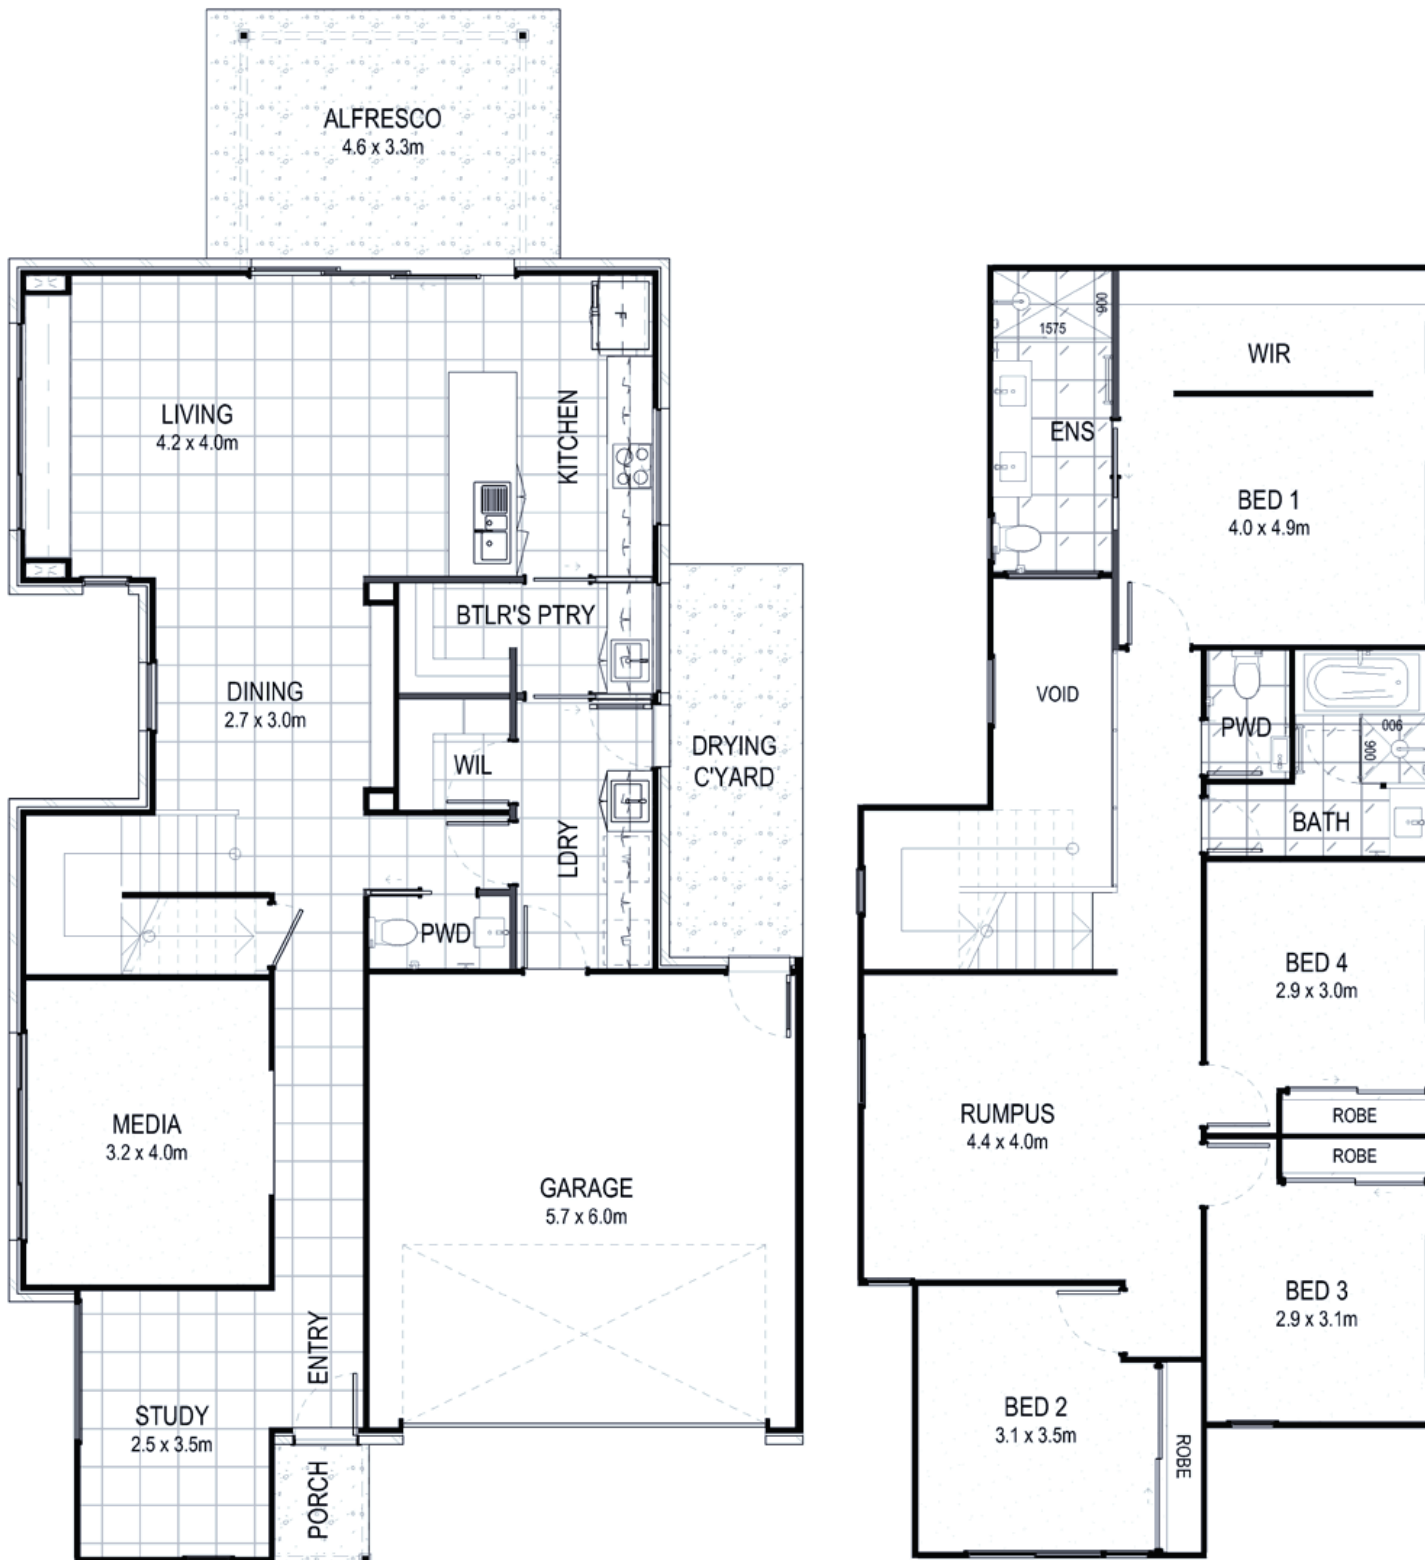 ALFRESCO
4.6 x 3.3m
LIVING
4.2 x 4.0m
KITCHEN
F
BTLR'S PTRY
DINING
2.7 x 3.0m
WIL
DRYING
C'YARD
LDRY
PWD
MEDIA
3.2 x 4.0m
GARAGE
5.7 x 6.0m
ENTRY
STUDY
2.5 x 3.5m
PORCH
1575
900
WIR
ENS
BED 1
4.0 x 4.9m
VOID
PWD
900
900
BATH
BED 4
2.9 x 3.0m
ROBE
ROBE
RUMPUS
4.4 x 4.0m
BED 3
2.9 x 3.1m
BED 2
3.1 x 3.5m
ROBE